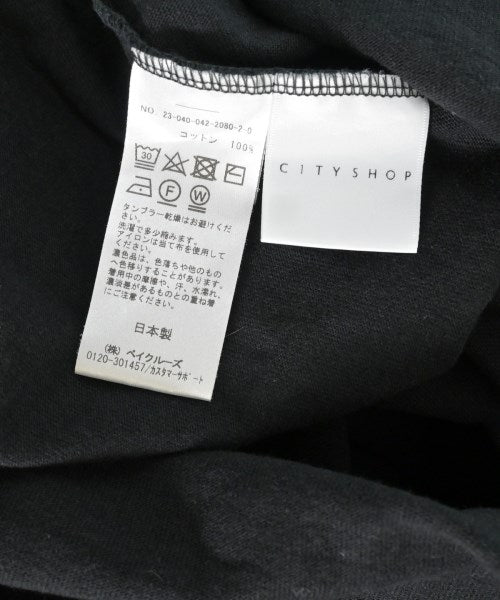 NO. 23-040-042-2080-2-0
コットン 100%
30
F W
タンブラー乾燥はお避けくだ
さい。
洗濯で多少縮みます。
アイロンは当て布を使用して
ください。
濃色品は、色落ちや他のもの
へ色移りすることがあります。
着用中の摩擦や、汗、水濡れ、
濃淡差があるものとの重ね着
にご注意ください。
日本製
(株) ベイクルーズ
0120-301457/カスタマーサポート
CITYSHOP